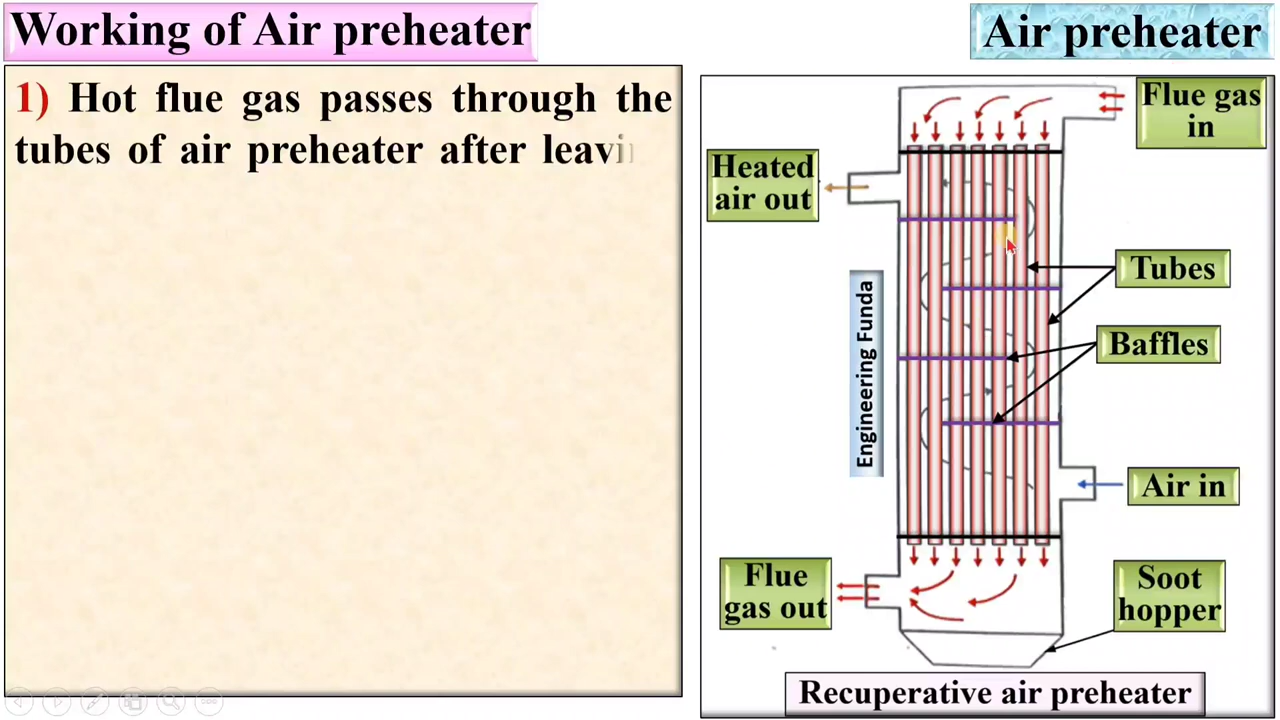 Working of Air preheater
Air preheater
1) Hot flue gas passes through the
tubes of air preheater after
Flue gas
in
Heated
air out
Tubes
Baffles
Engineering Funda
Air in
Flue
gas out
Soot
hopper
Recuperative air preheater